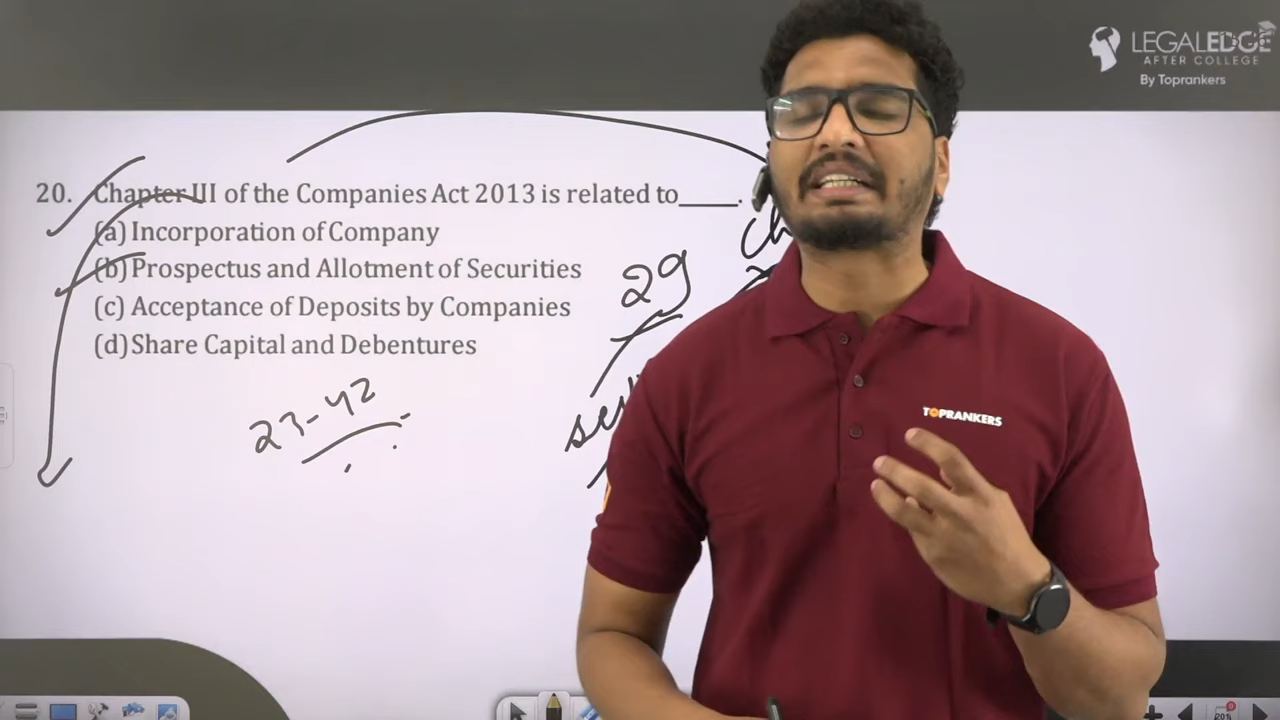 LEGALEDGE
AFTER COLLEGE
By Toprankers
20. Chapter III of the Companies Act 2013 is related to_____.
(a) Incorporation of Company
(b) Prospectus and Allotment of Securities
(c) Acceptance of Deposits by Companies
(d) Share Capital and Debentures
29
23-42
TOPRANKERS